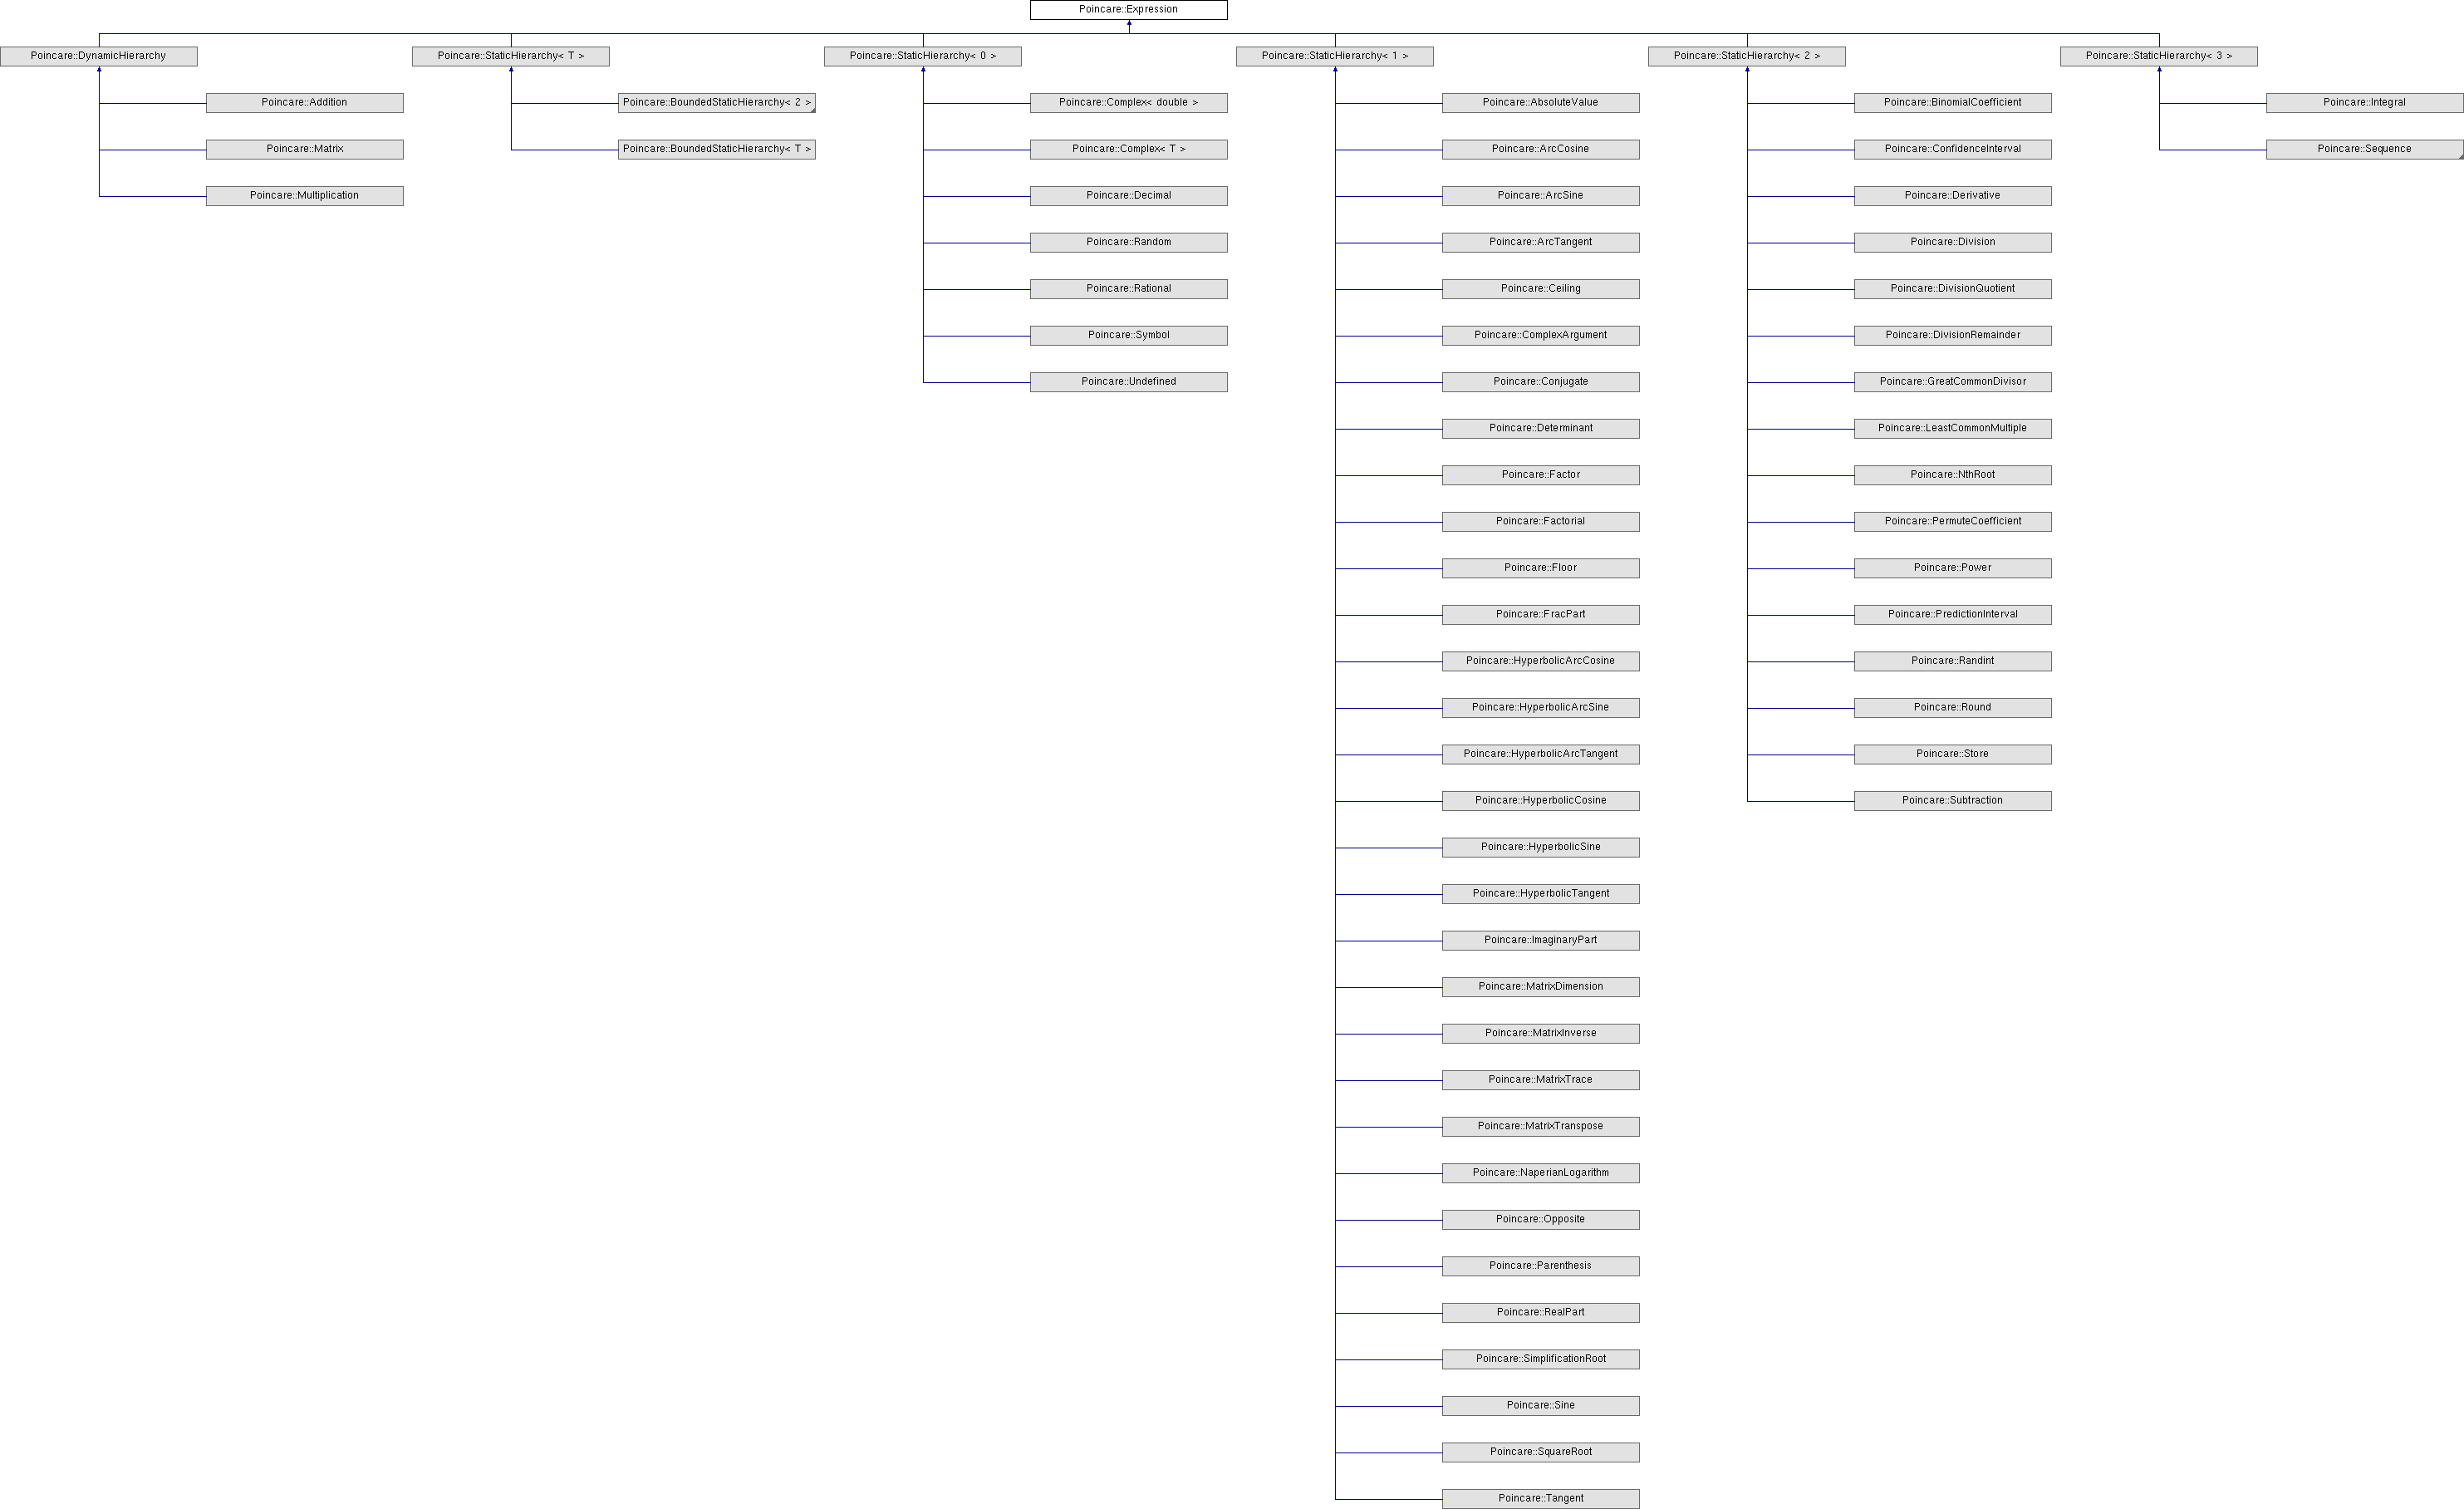 Poincare::Expression
Poincare::DynamicHierarchy
Poincare::StaticHierarchy< T >
Poincare::StaticHierarchy< 0 >
Poincare::StaticHierarchy< 1 >
Poincare::StaticHierarchy< 2 >
Poincare::StaticHierarchy< 3 >
Poincare::Addition
Poincare::Matrix
Poincare::Multiplication
Poincare::BoundedStaticHierarchy< 2 >
Poincare::BoundedStaticHierarchy< T >
Poincare::Complex< double >
Poincare::Complex< T >
Poincare::Decimal
Poincare::Random
Poincare::Rational
Poincare::Symbol
Poincare::Undefined
Poincare::AbsoluteValue
Poincare::ArcCosine
Poincare::ArcSine
Poincare::ArcTangent
Poincare::Ceiling
Poincare::ComplexArgument
Poincare::Conjugate
Poincare::Determinant
Poincare::Factor
Poincare::Factorial
Poincare::Floor
Poincare::FracPart
Poincare::HyperbolicArcCosine
Poincare::HyperbolicArcSine
Poincare::HyperbolicArcTangent
Poincare::HyperbolicCosine
Poincare::HyperbolicSine
Poincare::HyperbolicTangent
Poincare::ImaginaryPart
Poincare::MatrixDimension
Poincare::MatrixInverse
Poincare::MatrixTrace
Poincare::MatrixTranspose
Poincare::NaperianLogarithm
Poincare::Opposite
Poincare::Parenthesis
Poincare::RealPart
Poincare::SimplificationRoot
Poincare::Sine
Poincare::SquareRoot
Poincare::Tangent
Poincare::BinomialCoefficient
Poincare::ConfidenceInterval
Poincare::Derivative
Poincare::Division
Poincare::DivisionQuotient
Poincare::DivisionRemainder
Poincare::GreatCommonDivisor
Poincare::LeastCommonMultiple
Poincare::NthRoot
Poincare::PermuteCoefficient
Poincare::Power
Poincare::PredictionInterval
Poincare::Randint
Poincare::Round
Poincare::Store
Poincare::Subtraction
Poincare::Integral
Poincare::Sequence